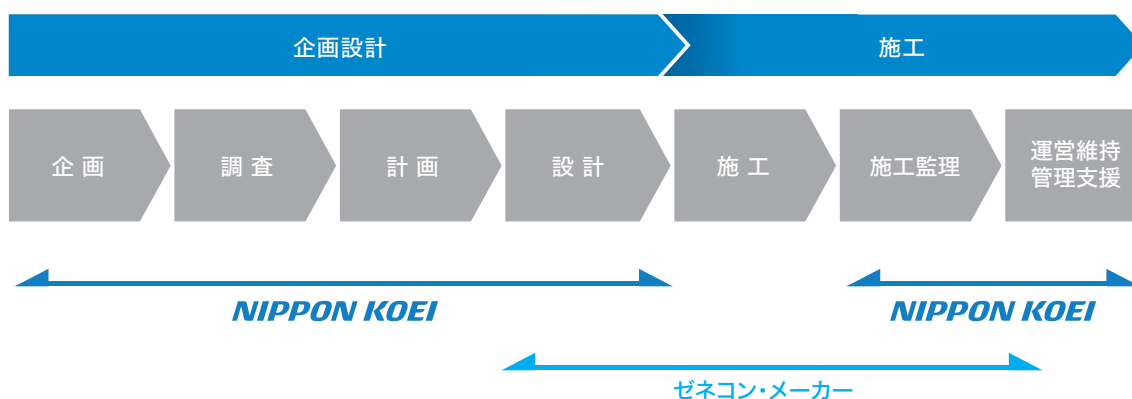 企画設計
施工
企画
調査
計画
設計
施工
施工監理
運営維持
管理支援
NIPPON KOEI
NIPPON KOEI
ゼネコン・メーカー